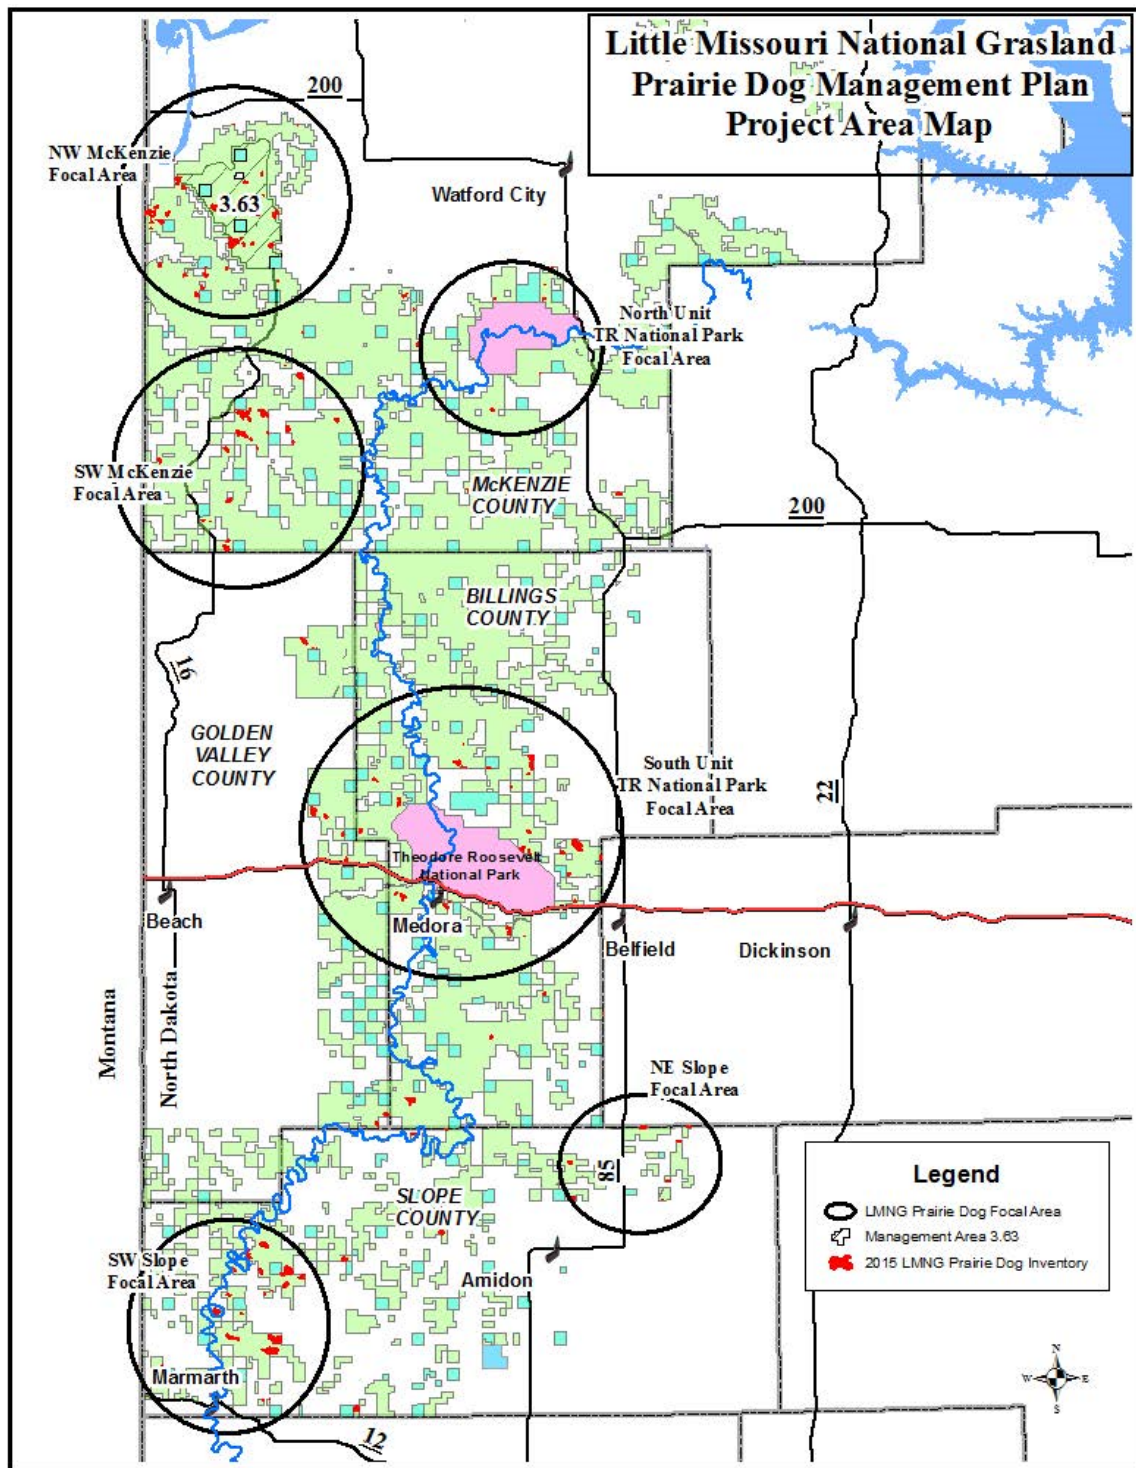 Little Missouri National Grasland
Prairie Dog Management Plan
Project Area Map
200
NW McKenzie
Focal Area
Watford City
3.63
North Unit
TR National Park
Focal Area
SW McKenzie
Focal Area
McKENZIE
COUNTY
200
BILLINGS
COUNTY
16
GOLDEN
VALLEY
COUNTY
South Unit
TR National Park
Focal Area
22
Theodore Roosevelt
National Park
Beach
Medora
Belfield
Dickinson
Montana
North Dakota
NE Slope
Focal Area
85
SLOPE
COUNTY
Legend
LMNG Prairie Dog Focal Area
Management Area 3.63
2015 LMNG Prairie Dog Inventory
SW Slope
Focal Area
Amidon
Marmarth
12
N
W
E
S